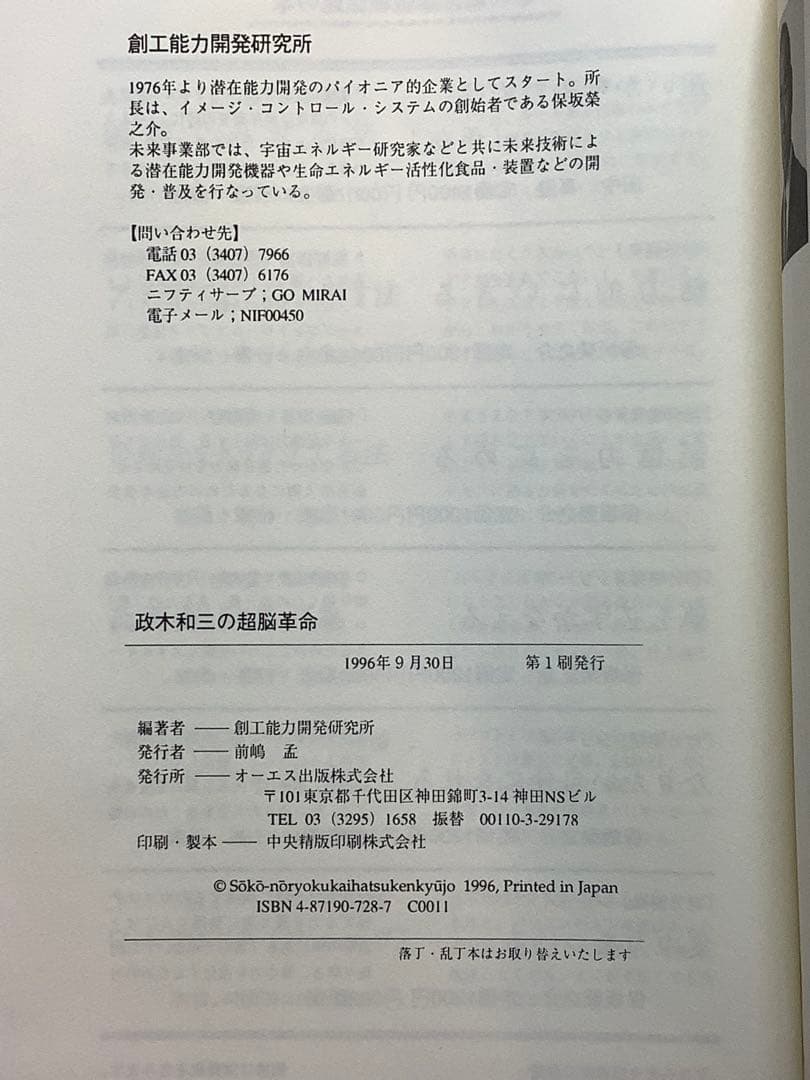 創工能力開発研究所
1976年より潜在能力開発のパイオニア的企業としてスタート。所
長は、イメージ・コントロール・システムの創始者である保坂榮
之介。
未来事業部では、宇宙エネルギー研究家などと共に未来技術によ
る潜在能力開発機器や生命エネルギー活性化食品・装置などの開
発・普及を行なっている。
【問い合わせ先】
電話 03（3407）7966
FAX 03（3407）6176
ニフティサーブ；GO MIRAI
電子メール；NIF00450
政木和三の超脳革命
1996年9月30日 第1刷発行
編著者 ―― 創工能力開発研究所
発行者 ―― 前嶋 孟
発行所 ―― オーエス出版株式会社
〒101東京都千代田区神田錦町3-14 神田NSビル
TEL 03（3295）1658 振替 00110-3-29178
印刷・製本 ―― 中央精版印刷株式会社
© Sōkō-nōryokukaihatsukenkyūjo 1996, Printed in Japan
ISBN 4-87190-728-7 C0011
落丁・乱丁本はお取り替えいたします